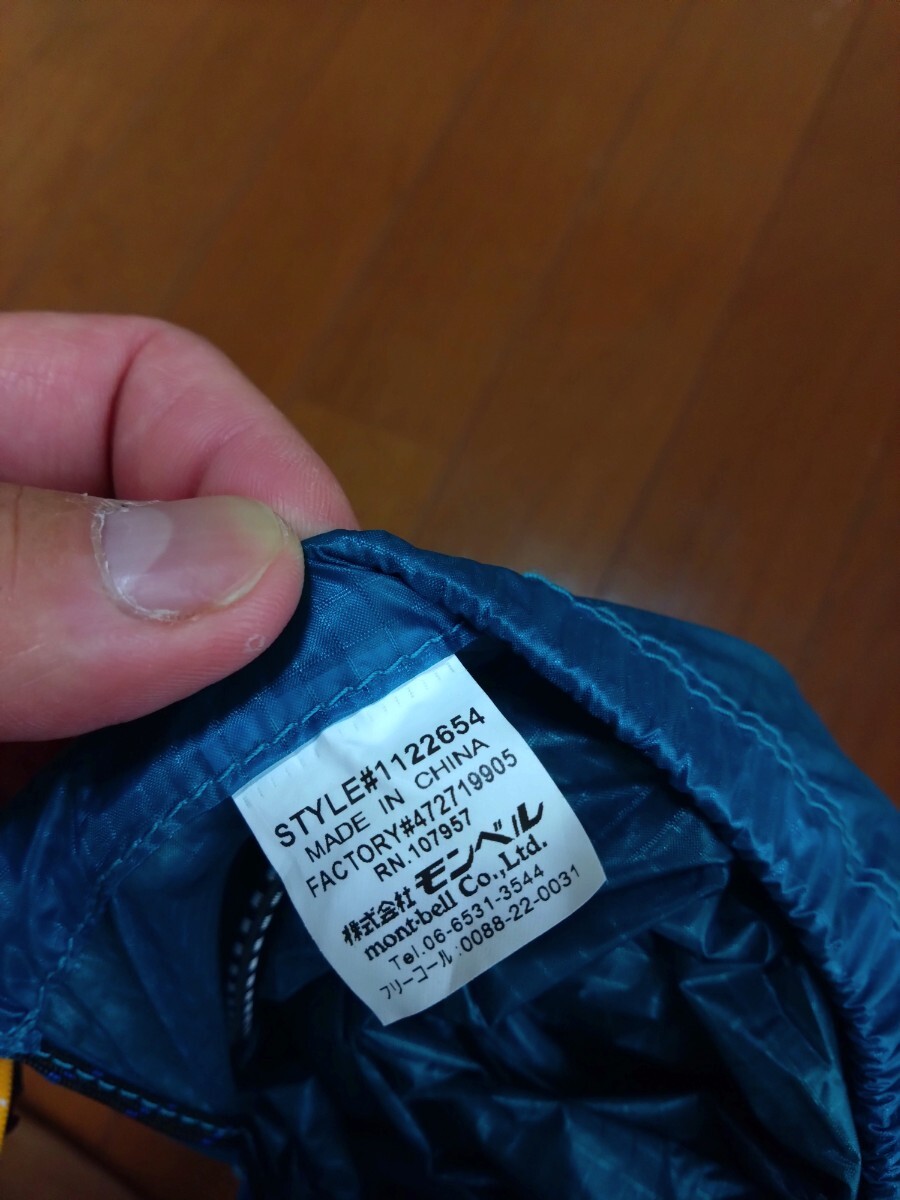 STYLE#1122654
MADE IN CHINA
FACTORY#472719905
RN.107957
株式会社 モンベル
mont-bell Co.,Ltd.
Tel.06-6531-3544
フリーコール:0088-22-0031